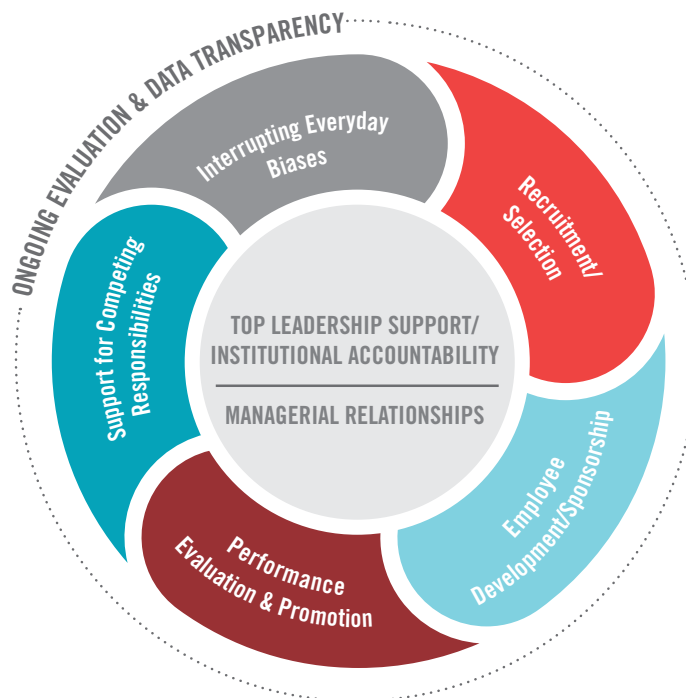 ONGOING EVALUATION & DATA TRANSPARENCY
Interrupting Everyday
Biases
Recruitment/
Selection
Employee
Development/Sponsorship
Performance
Evaluation & Promotion
Support for Competing
Responsibilities
TOP LEADERSHIP SUPPORT/
INSTITUTIONAL ACCOUNTABILITY
MANAGERIAL RELATIONSHIPS